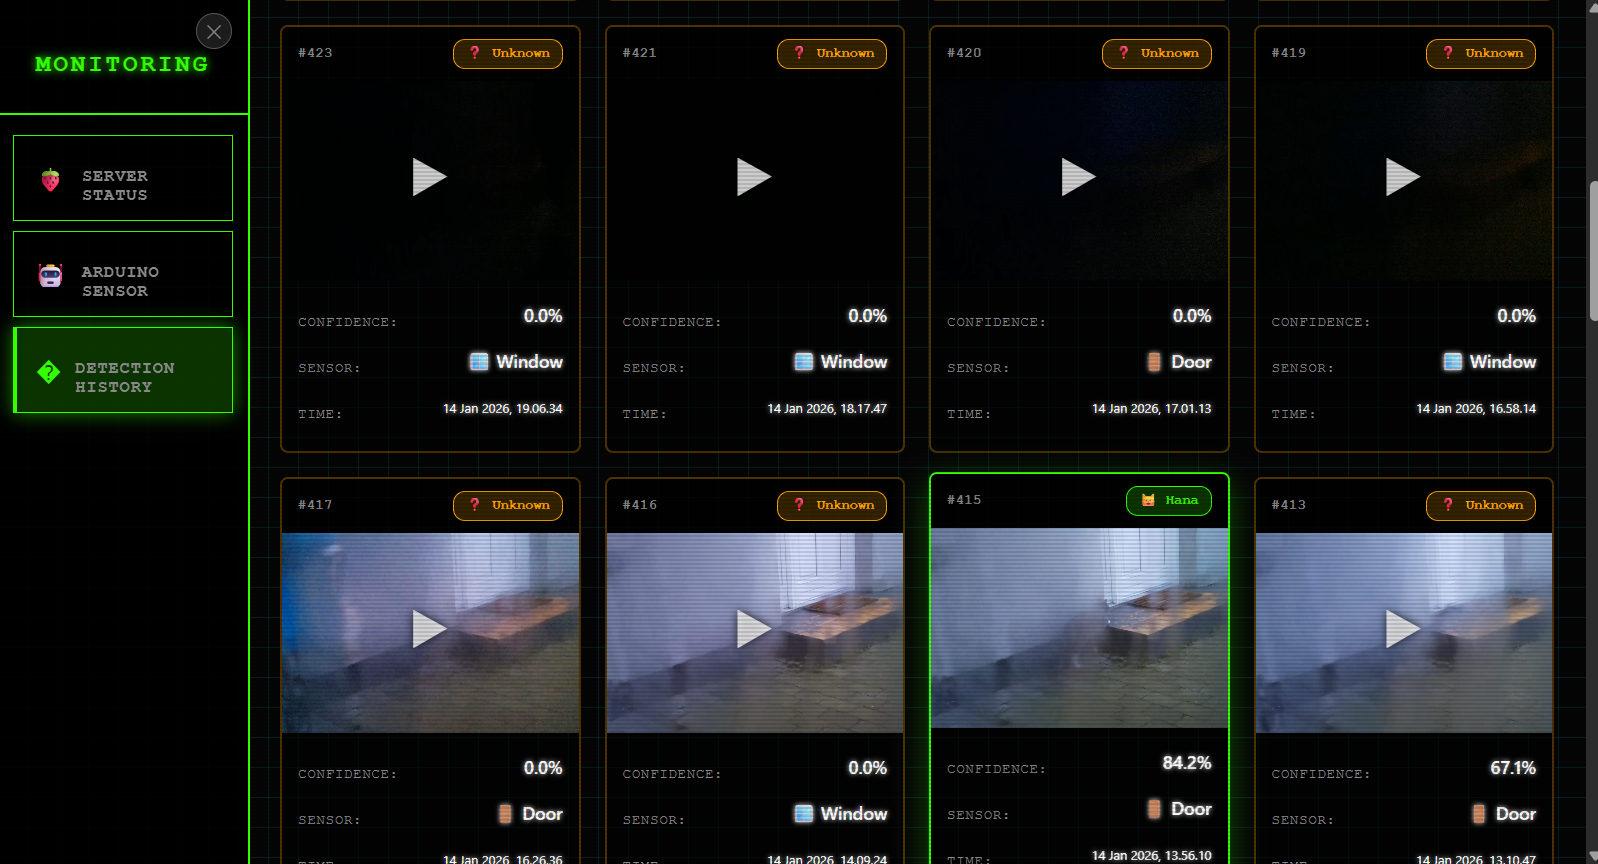 MONITORING
SERVER
STATUS
ARDUINO
SENSOR
DETECTION
HISTORY
#423
❓ Unknown
CONFIDENCE:
0.0%
SENSOR:
Window
TIME:
14 Jan 2026, 19.06.34
#421
❓ Unknown
CONFIDENCE:
0.0%
SENSOR:
Window
TIME:
14 Jan 2026, 18.17.47
#420
❓ Unknown
CONFIDENCE:
0.0%
SENSOR:
Door
TIME:
14 Jan 2026, 17.01.13
#419
❓ Unknown
CONFIDENCE:
0.0%
SENSOR:
Window
TIME:
14 Jan 2026, 16.58.14
#417
❓ Unknown
CONFIDENCE:
0.0%
SENSOR:
Door
TIME:
14 Jan 2026, 16.26.36
#416
❓ Unknown
CONFIDENCE:
0.0%
SENSOR:
Window
TIME:
14 Jan 2026, 14.09.24
#415
Hana
CONFIDENCE:
84.2%
SENSOR:
Door
TIME:
14 Jan 2026, 13.56.10
#413
❓ Unknown
CONFIDENCE:
67.1%
SENSOR:
Door
TIME:
14 Jan 2026, 13.10.47